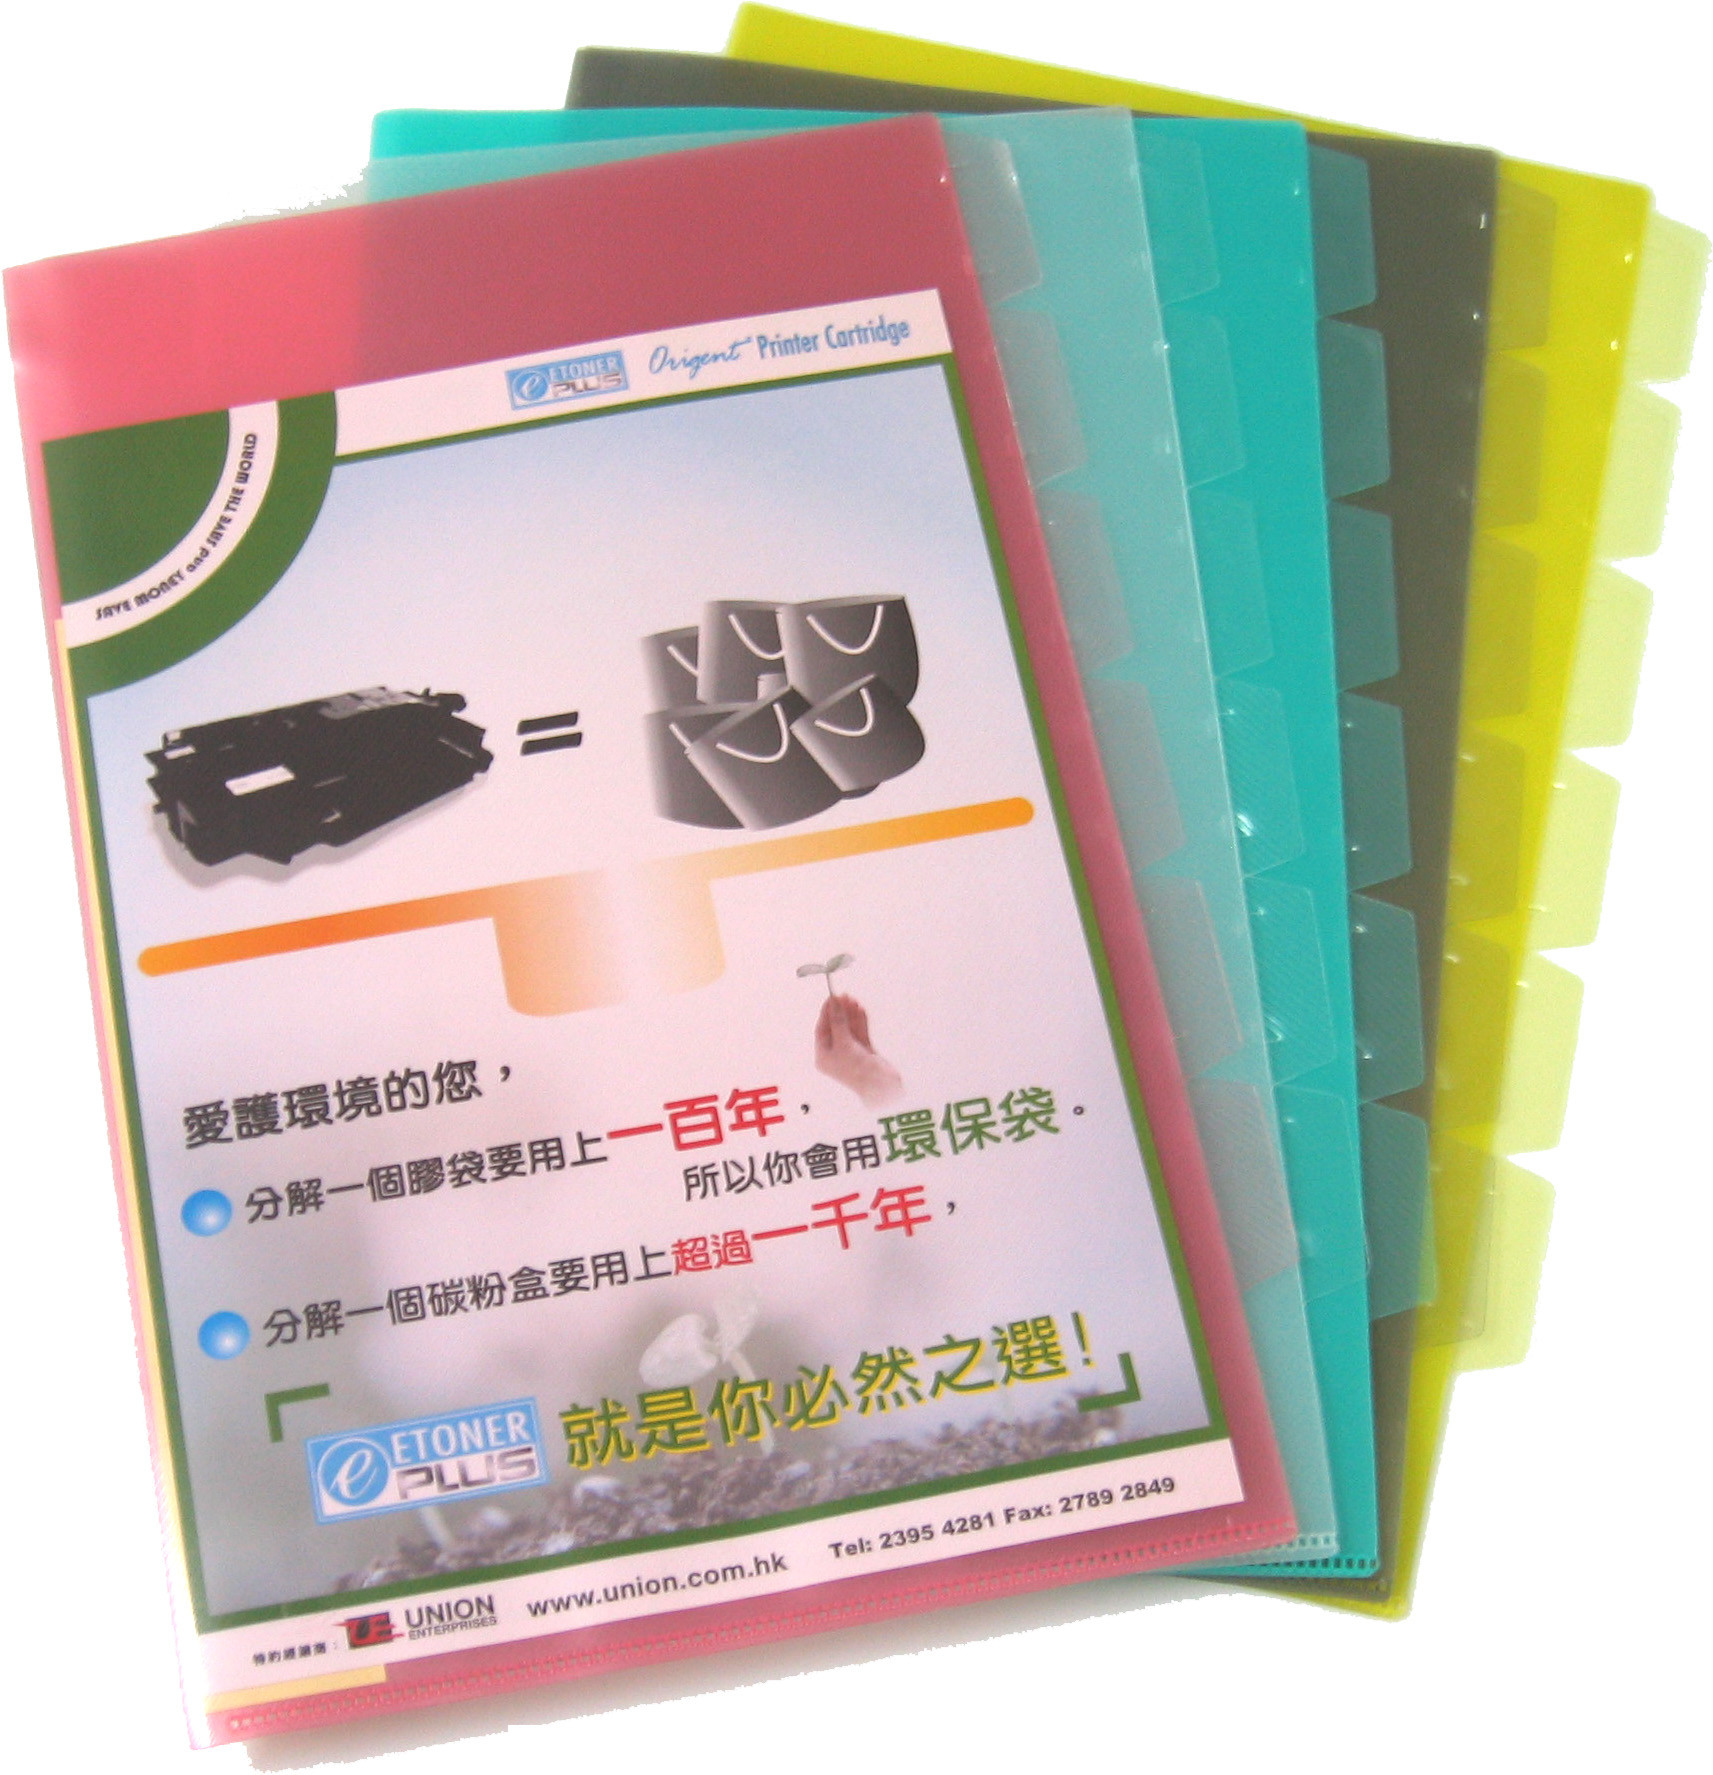 ETONER PLUS Origent™ Printer Cartridge
SAVE MONEY and SAVE THE WORLD
愛護環境的您，
分解一個膠袋要用上一百年，
所以你會用環保袋。
分解一個碳粉盒要用上超過一千年，
ETONER PLUS 就是你必然之選！
特約經銷商： UE UNION ENTERPRISES www.union.com.hk Tel: 2395 4281 Fax: 2789 2849